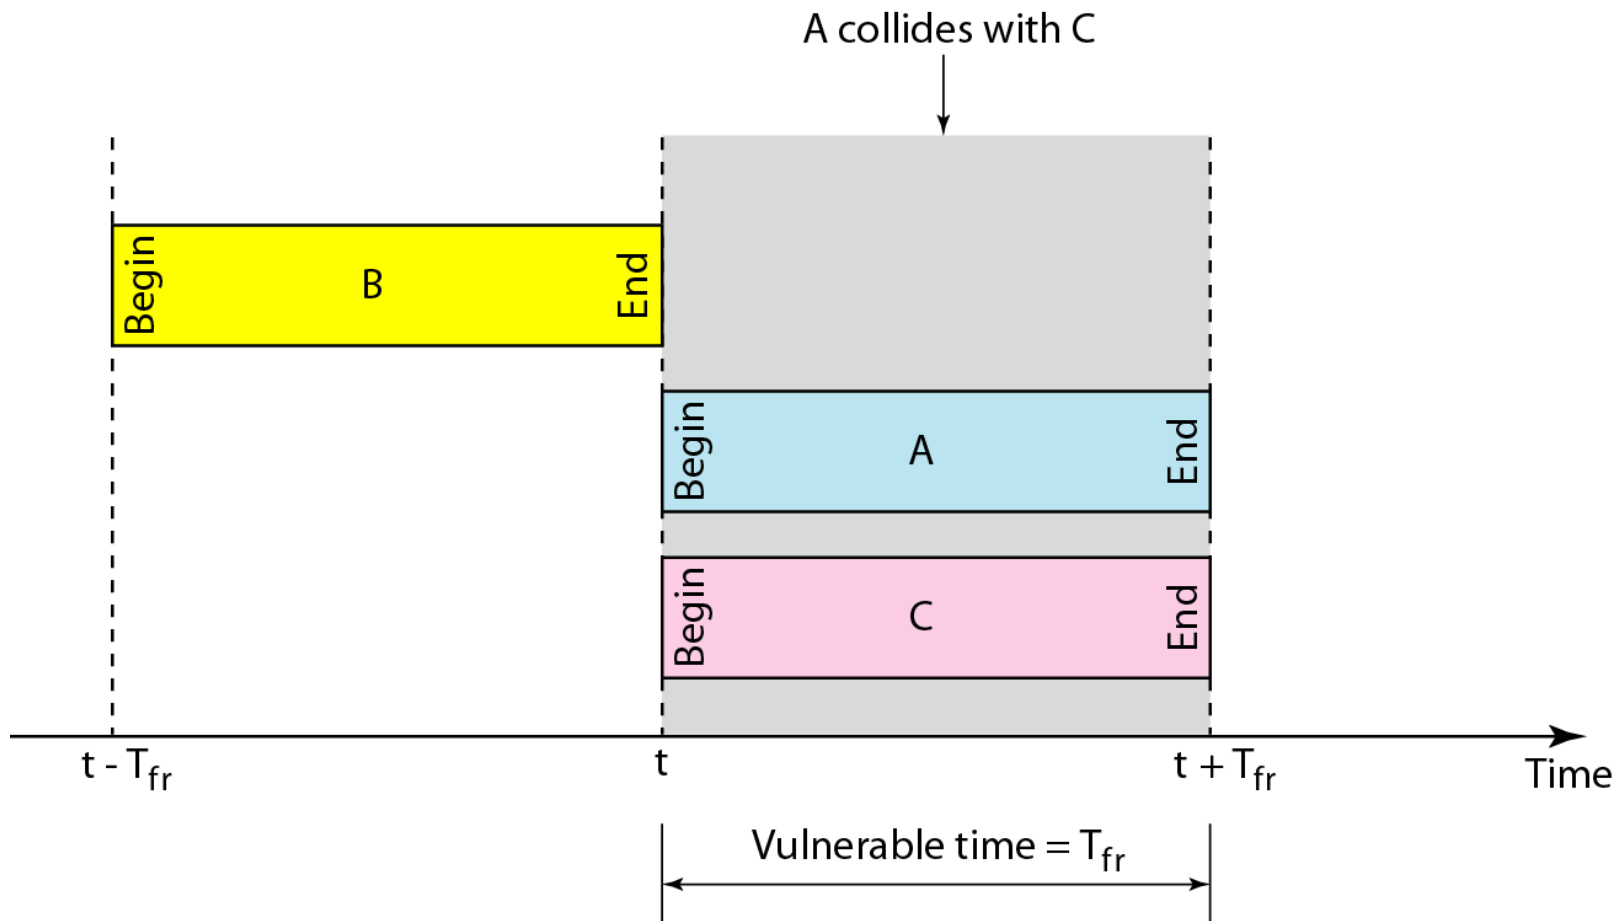 A collides with C
Begin B End
Begin A End
Begin C End
t - Tfr t t + Tfr
Time
Vulnerable time = Tfr